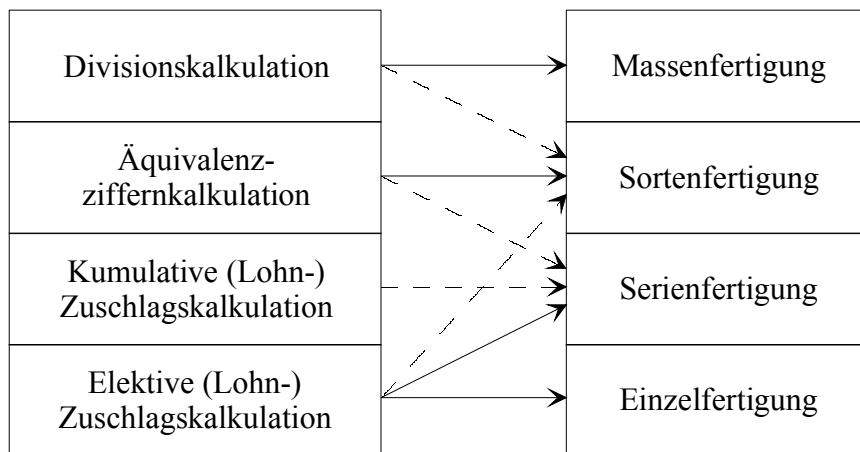 Divisionskalkulation
Massenfertigung
Äquivalenz-
ziffernkalkulation
Sortenfertigung
Kumulative (Lohn-)
Zuschlagskalkulation
Serienfertigung
Elektive (Lohn-)
Zuschlagskalkulation
Einzelfertigung